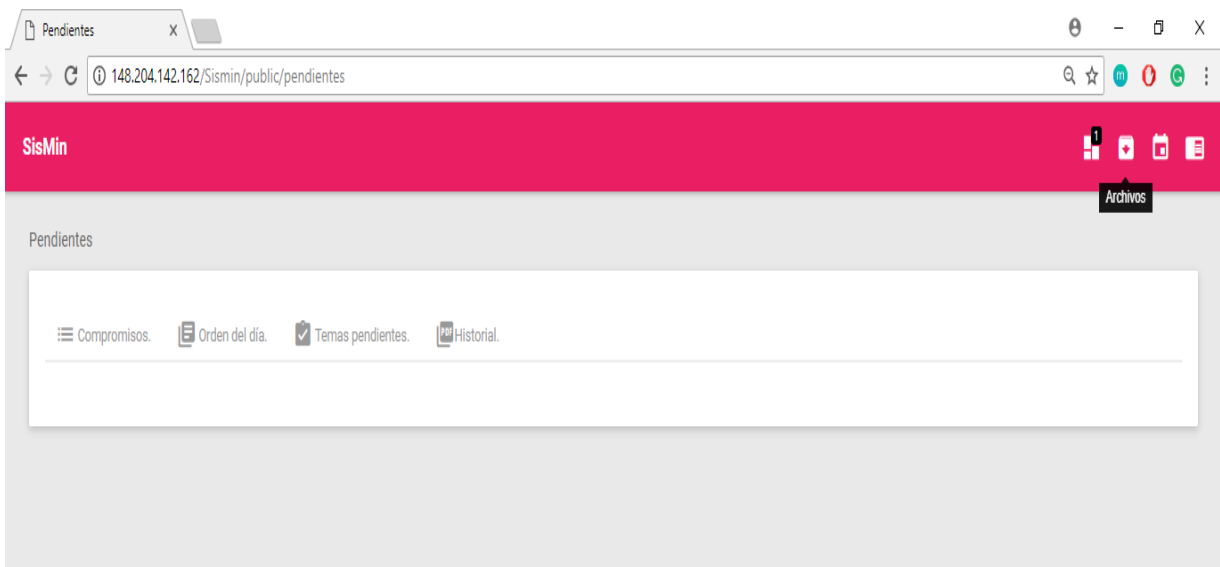 Pendientes
148.204.142.162/Sismin/public/pendientes
m
G
SisMin
1
Archivos
Pendientes
Compromisos.
Orden del día.
Temas pendientes.
PDF
Historial.